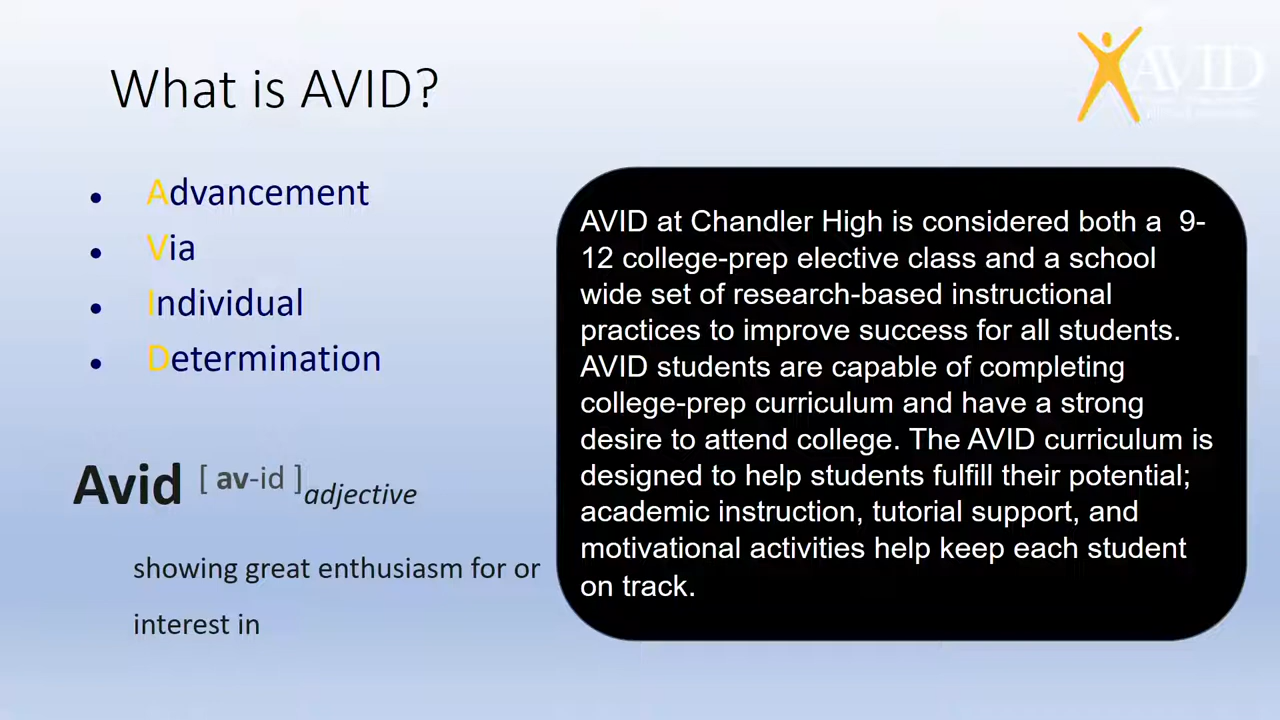 What is AVID?
AVID
• Advancement
• Via
• Individual
• Determination
Avid [ av-id ] adjective
showing great enthusiasm for or
interest in
AVID at Chandler High is considered both a 9-
12 college-prep elective class and a school
wide set of research-based instructional
practices to improve success for all students.
AVID students are capable of completing
college-prep curriculum and have a strong
desire to attend college. The AVID curriculum is
designed to help students fulfill their potential;
academic instruction, tutorial support, and
motivational activities help keep each student
on track.